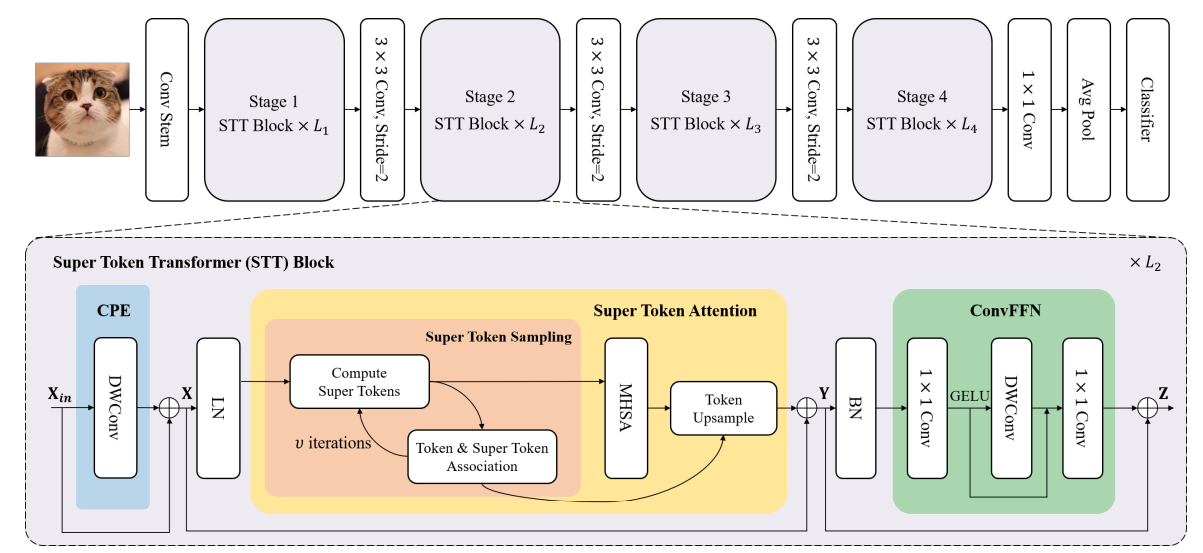 Conv Stem
Stage 1
STT Block × L₁
3 × 3 Conv, Stride=2
Stage 2
STT Block × L₂
3 × 3 Conv, Stride=2
Stage 3
STT Block × L₃
3 × 3 Conv, Stride=2
Stage 4
STT Block × L₄
1 × 1 Conv
Avg Pool
Classifier
Super Token Transformer (STT) Block
× L₂
CPE
X_in
DWConv
X
LN
Super Token Attention
Super Token Sampling
Compute
Super Tokens
υ iterations
Token & Super Token
Association
MHSA
Token
Upsample
Y
BN
ConvFFN
1 × 1 Conv
GELU
DWConv
1 × 1 Conv
Z